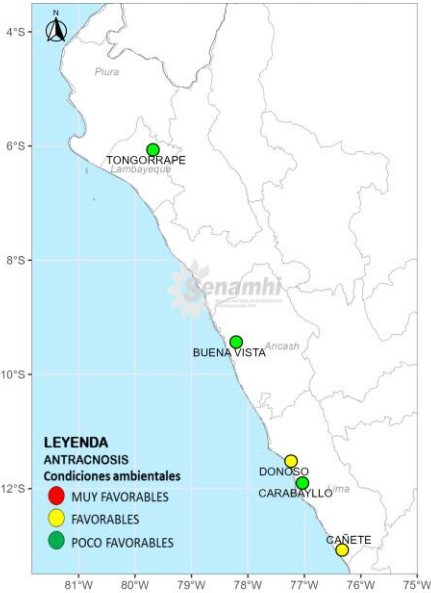 N
4°S
Piura
6°S
TONGORRAPE
Lambayeque
8°S
Senamhi
BUENA VISTA
Ancash
10°S
LEYENDA
ANTRACNOSIS
Condiciones ambientales
MUY FAVORABLES
FAVORABLES
POCO FAVORABLES
DONOSO
12°S
CARABAYLLO
Lima
CAÑETE
81°W 80°W 79°W 78°W 77°W 76°W 75°W